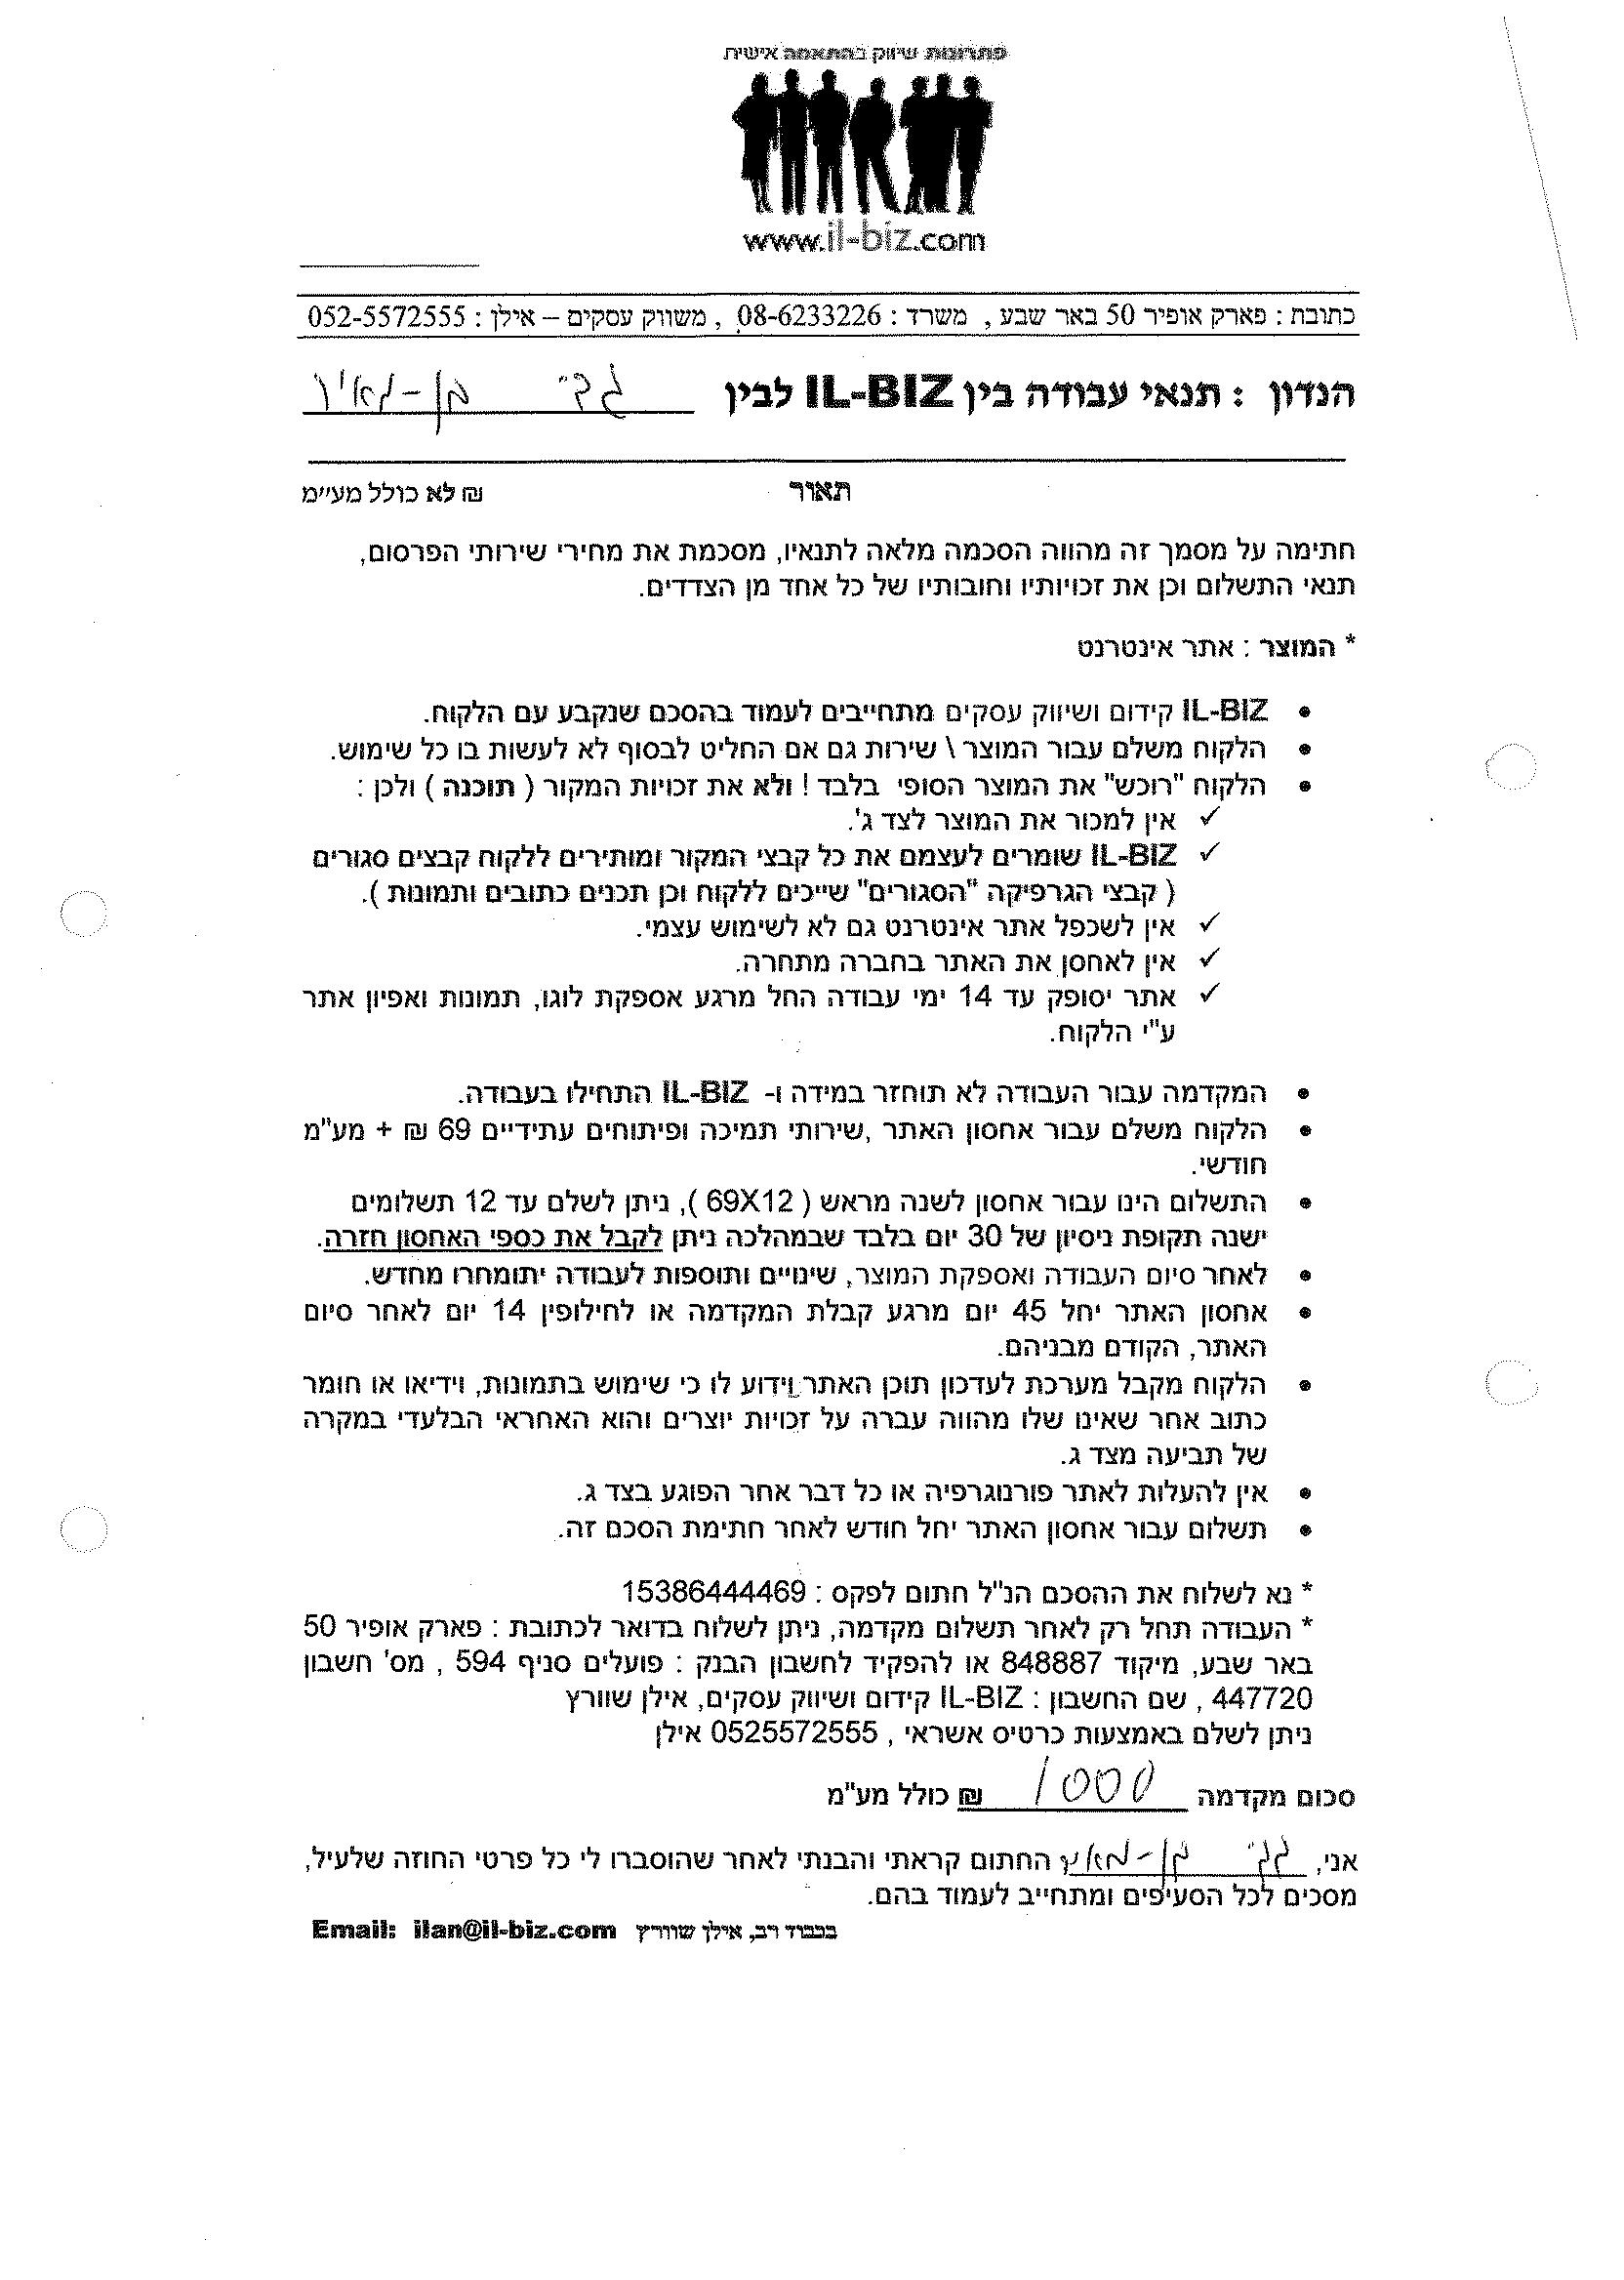 פתרונות שיווק בהתאמה אישית
www.il-biz.com
כתובת : פארק אופיר 50 באר שבע , משרד : 08-6233226 , משווק עסקים – אילן : 052-5572555
הנדון : תנאי עבודה בין IL-BIZ לבין
תאור ₪ לא כולל מע"מ
חתימה על מסמך זה מהווה הסכמה מלאה לתנאיו, מסכמת את מחירי שירותי הפרסום,
תנאי התשלום וכן את זכויותיו וחובותיו של כל אחד מן הצדדים.
* המוצר : אתר אינטרנט
• IL-BIZ קידום ושיווק עסקים מתחייבים לעמוד בהסכם שנקבע עם הלקוח.
• הלקוח משלם עבור המוצר \ שירות גם אם החליט לבסוף לא לעשות בו כל שימוש.
• הלקוח "רוכש" את המוצר הסופי בלבד ! ולא את זכויות המקור ( תוכנה ) ולכן :
✓ אין למכור את המוצר לצד ג'.
✓ IL-BIZ שומרים לעצמם את כל קבצי המקור ומותירים ללקוח קבצים סגורים
( קבצי הגרפיקה "הסגורים" שייכים ללקוח וכן תכנים כתובים ותמונות ).
✓ אין לשכפל אתר אינטרנט גם לא לשימוש עצמי.
✓ אין לאחסן את האתר בחברה מתחרה.
✓ אתר יסופק עד 14 ימי עבודה החל מרגע אספקת לוגו, תמונות ואפיון אתר
ע"י הלקוח.
• המקדמה עבור העבודה לא תוחזר במידה ו- IL-BIZ התחילו בעבודה.
• הלקוח משלם עבור אחסון האתר ,שירותי תמיכה ופיתוחים עתידיים 69 ₪ + מע"מ
חודשי.
• התשלום הינו עבור אחסון לשנה מראש ( 69X12 ), ניתן לשלם עד 12 תשלומים
ישנה תקופת ניסיון של 30 יום בלבד שבמהלכה ניתן לקבל את כספי האחסון חזרה.
• לאחר סיום העבודה ואספקת המוצר, שינויים ותוספות לעבודה יתומחרו מחדש.
• אחסון האתר יחל 45 יום מרגע קבלת המקדמה או לחילופין 14 יום לאחר סיום
האתר, הקודם מבניהם.
• הלקוח מקבל מערכת לעדכון תוכן האתר וידוע לו כי שימוש בתמונות, וידיאו או חומר
כתוב אחר שאינו שלו מהווה עברה על זכויות יוצרים והוא האחראי הבלעדי במקרה
של תביעה מצד ג.
• אין להעלות לאתר פורנוגרפיה או כל דבר אחר הפוגע בצד ג.
• תשלום עבור אחסון האתר יחל חודש לאחר חתימת הסכם זה.
* נא לשלוח את ההסכם הנ"ל חתום לפקס : 15386444469
* העבודה תחל רק לאחר תשלום מקדמה, ניתן לשלוח בדואר לכתובת : פארק אופיר 50
באר שבע, מיקוד 848887 או להפקיד לחשבון הבנק : פועלים סניף 594 , מס' חשבון
447720 , שם החשבון : IL-BIZ קידום ושיווק עסקים, אילן שוורץ
ניתן לשלם באמצעות כרטיס אשראי , 0525572555 אילן
סכום מקדמה 1000 ₪ כולל מע"מ
אני, החתום קראתי והבנתי לאחר שהוסברו לי כל פרטי החוזה שלעיל,
מסכים לכל הסעיפים ומתחייב לעמוד בהם.
בכבוד רב, אילן שוורץ Email: ilan@il-biz.com